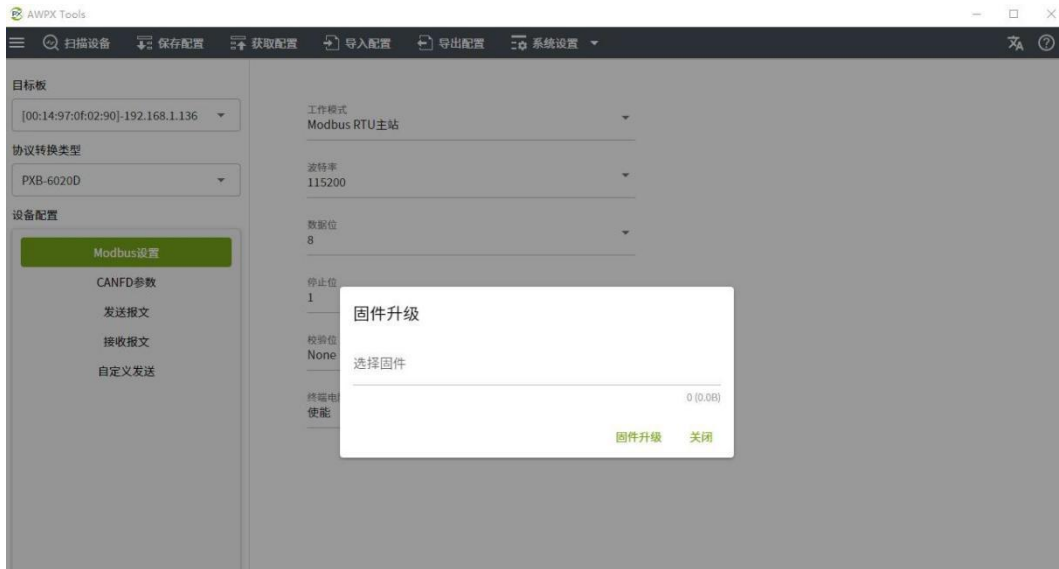 AWPX Tools
扫描设备 保存配置 获取配置 导入配置 导出配置 系统设置
目标板
[00:14:97:0f:02:90]-192.168.1.136
协议转换类型
PXB-6020D
设备配置
Modbus设置
CANFD参数
发送报文
接收报文
自定义发送
工作模式
Modbus RTU主站
波特率
115200
数据位
8
停止位
1
校验位
None
终端电
使能
固件升级
选择固件
0 (0.0B)
固件升级 关闭